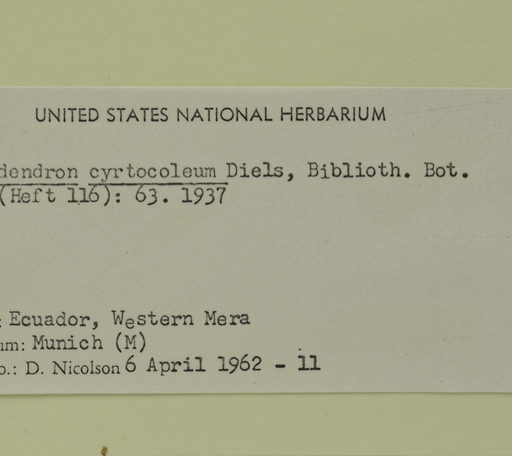 UNITED STATES NATIONAL HERBARIUM
dendron cyrtocoleum Diels, Biblioth. Bot.
(Heft 116): 63. 1937
: Ecuador, Western Mera
um: Munich (M)
o.: D. Nicolson 6 April 1962 - 11